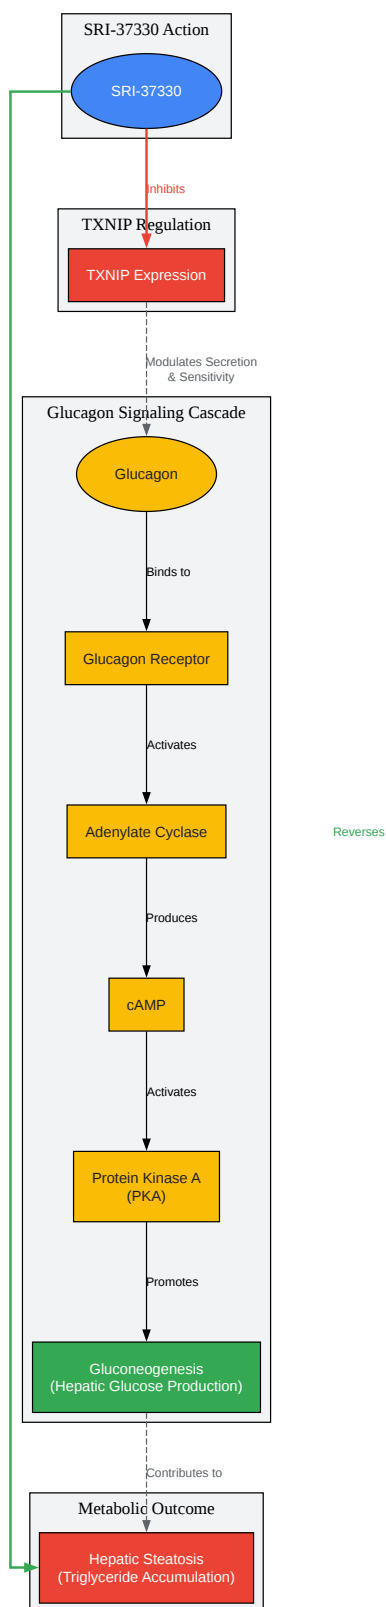 SRI-37330 Action
SRI-37330
Inhibits
TXNIP Regulation
TXNIP Expression
Modulates Secretion
& Sensitivity
Glucagon Signaling Cascade
Glucagon
Binds to
Glucagon Receptor
Activates
Adenylate Cyclase
Reverses
Produces
cAMP
Activates
Protein Kinase A
(PKA)
Promotes
Gluconeogenesis
(Hepatic Glucose Production)
Contributes to
Metabolic Outcome
Hepatic Steatosis
(Triglyceride Accumulation)